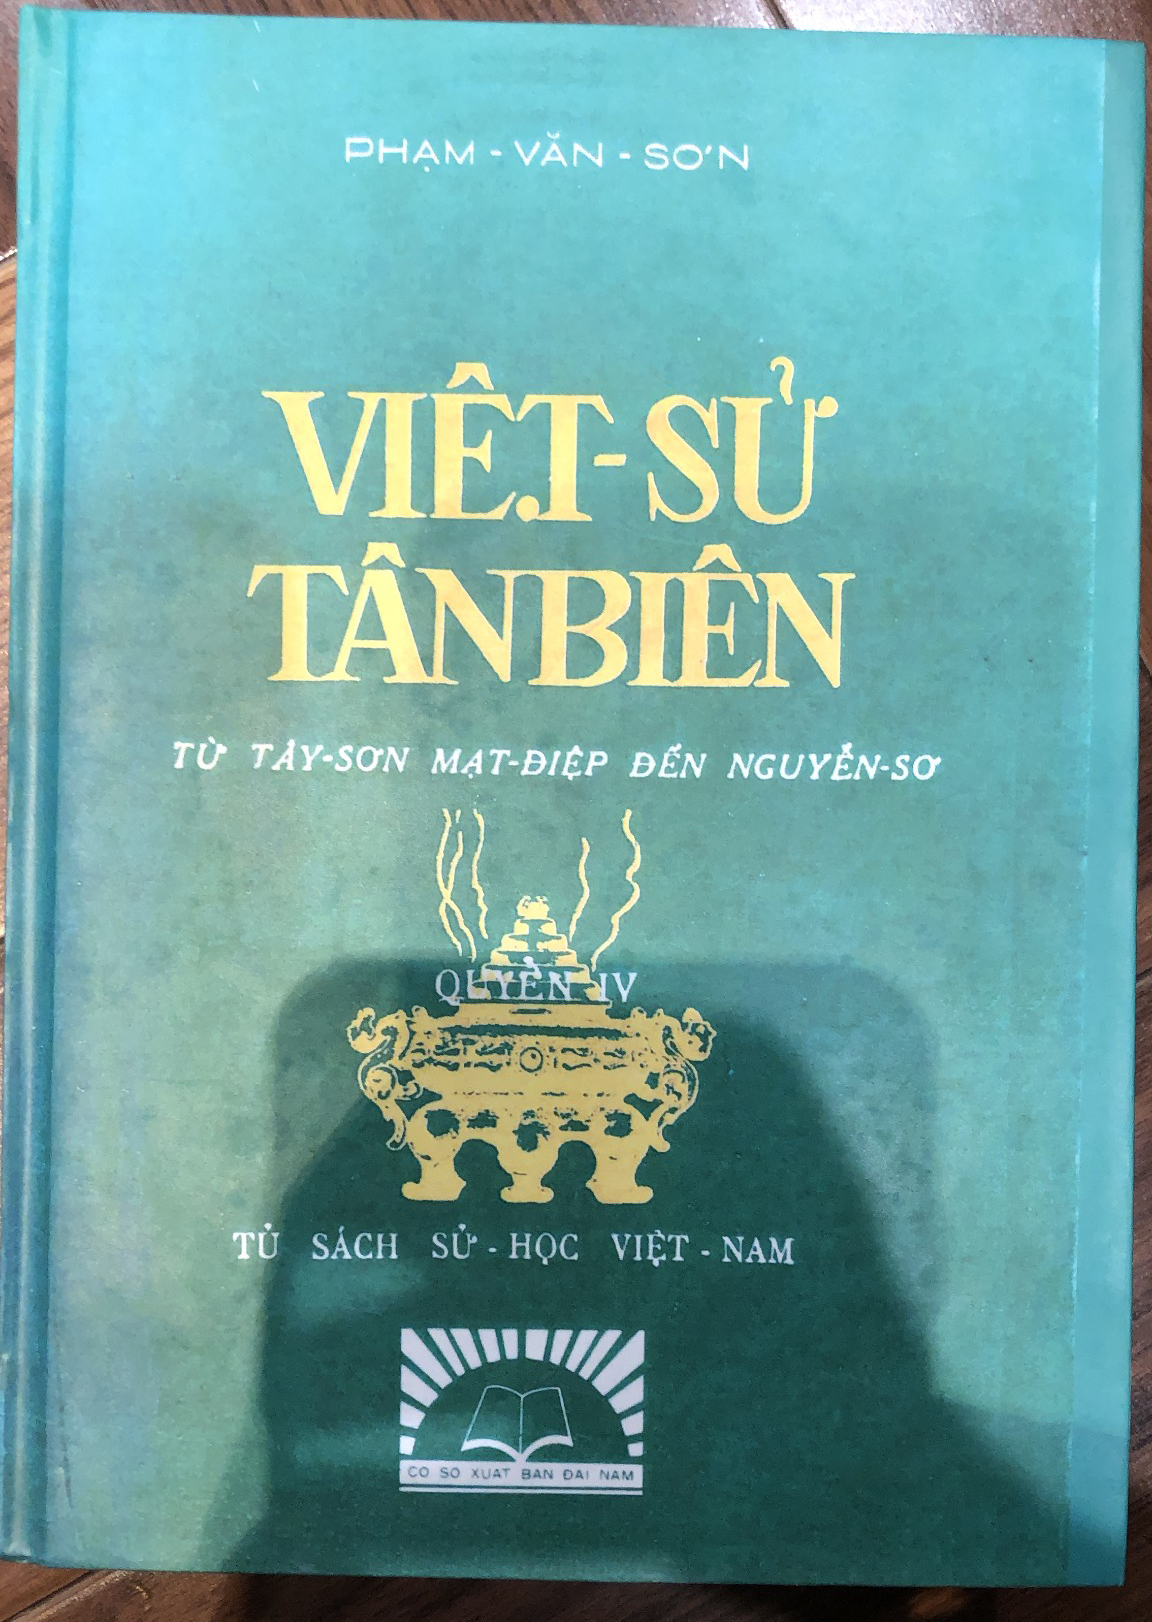 PHẠM - VĂN - SƠN
VIỆT-SỬ
TÂN BIÊN
TỪ TÂY-SƠN MẠT-ĐIỆP ĐẾN NGUYỄN-SƠ
QUYỂN IV
TỦ SÁCH SỬ - HỌC VIỆT - NAM
CO SO XUAT BAN ĐAI NAM